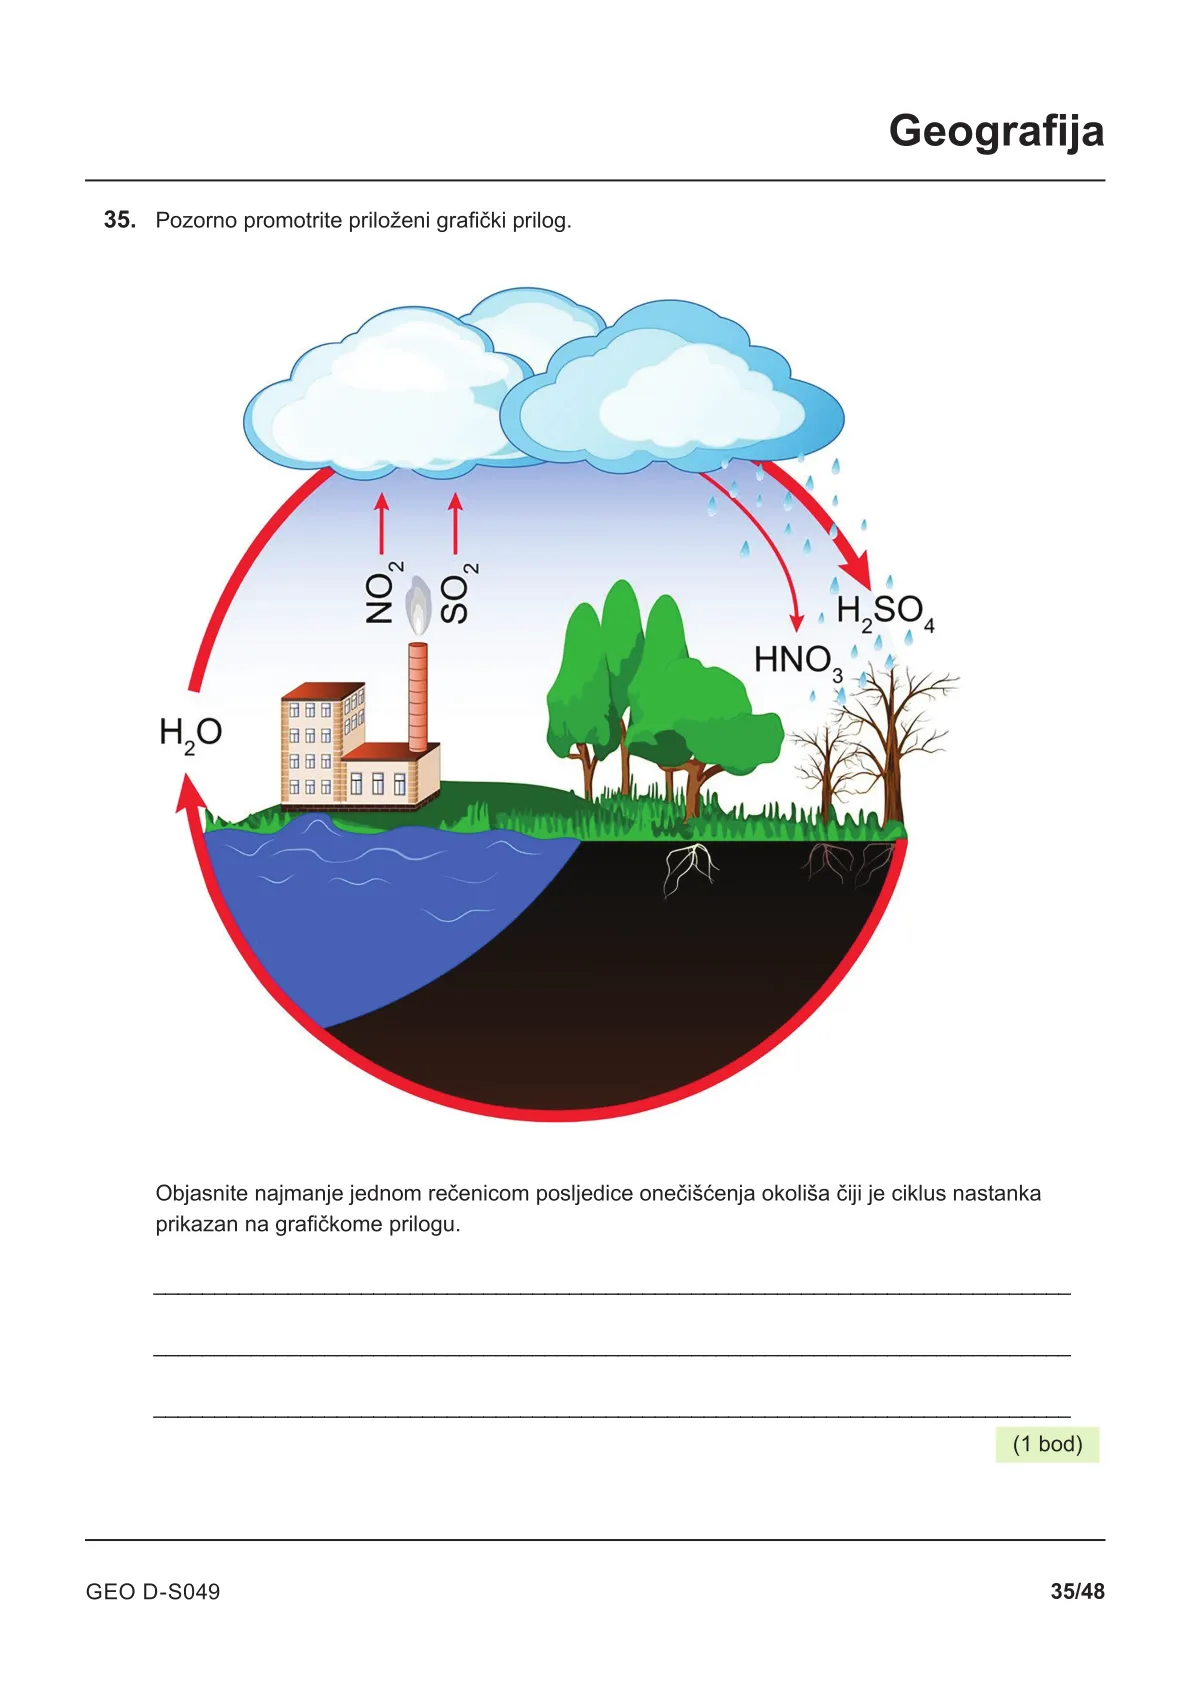 Geografija
35. Pozorno promotrite priloženi grafički prilog.
NO2
SO2
H2SO4
HNO3
H2O
Objasnite najmanje jednom rečenicom posljedice onečišćenja okoliša čiji je ciklus nastanka
prikazan na grafičkome prilogu.
(1 bod)
GEO D-S049
35/48